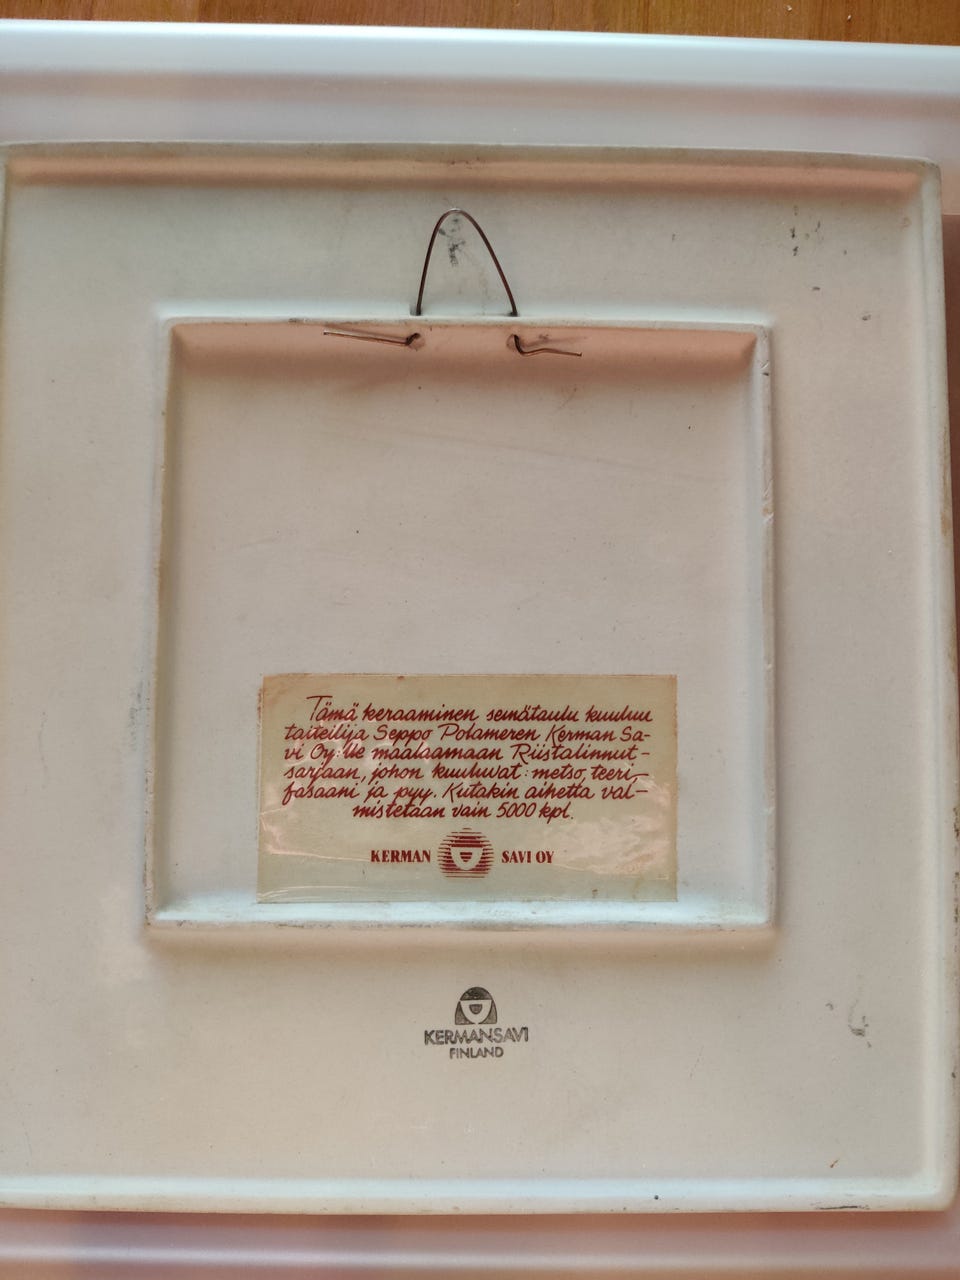 Tämä keraaminen seinätaulu kuuluu
taiteilija Seppo Polameren Kerman Sa-
vi Oy:lle maalaamaan Riistalinnut-
sarjaan, johon kuuluvat: metso, teeri,
fasaani ja pyy. Kutakin aihetta val-
mistetaan vain 5000 kpl.
KERMAN SAVI OY
KERMANSAVI
FINLAND